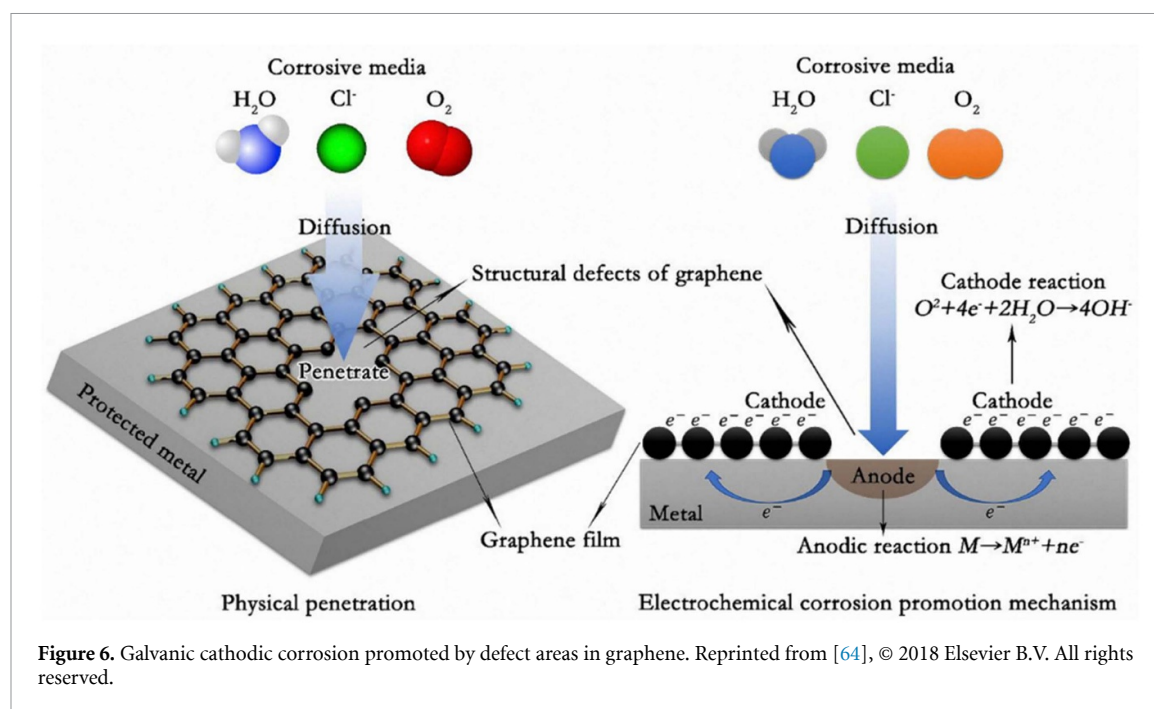 Corrosive media
H₂O Cl⁻ O₂
Diffusion
Penetrate
Protected metal
Physical penetration
Structural defects of graphene
Graphene film
Corrosive media
H₂O Cl⁻ O₂
Diffusion
Cathode reaction
O²+4e⁻+2H₂O→4OH⁻
Cathode Cathode
e⁻ e⁻ e⁻ e⁻ e⁻ e⁻ e⁻ e⁻ e⁻ e⁻
Anode
Metal e⁻ e⁻
Anodic reaction M→Mⁿ⁺+ne⁻
Electrochemical corrosion promotion mechanism
Figure 6. Galvanic cathodic corrosion promoted by defect areas in graphene. Reprinted from [64], © 2018 Elsevier B.V. All rights
reserved.